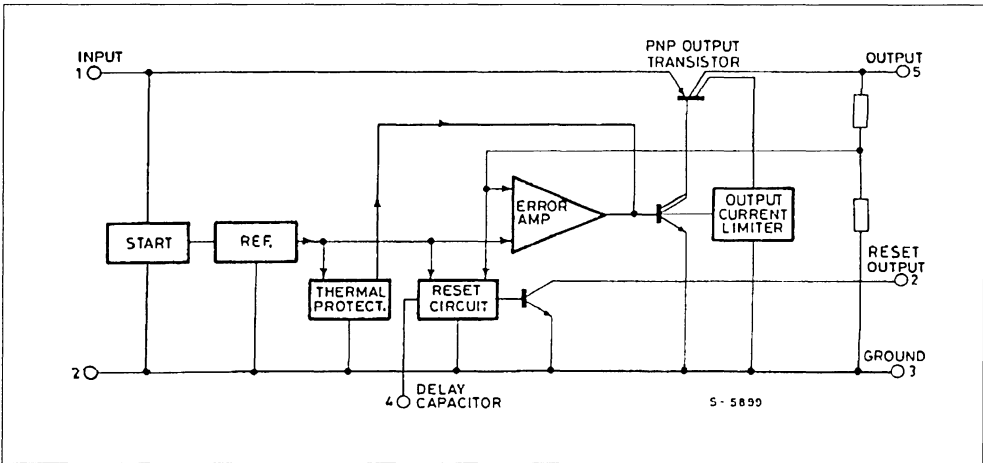 INPUT
1
PNP OUTPUT
TRANSISTOR
OUTPUT
5
START
REF.
ERROR
AMP
OUTPUT
CURRENT
LIMITER
THERMAL
PROTECT.
RESET
CIRCUIT
RESET
OUTPUT
2
2
GROUND
3
4
DELAY
CAPACITOR
S-5899